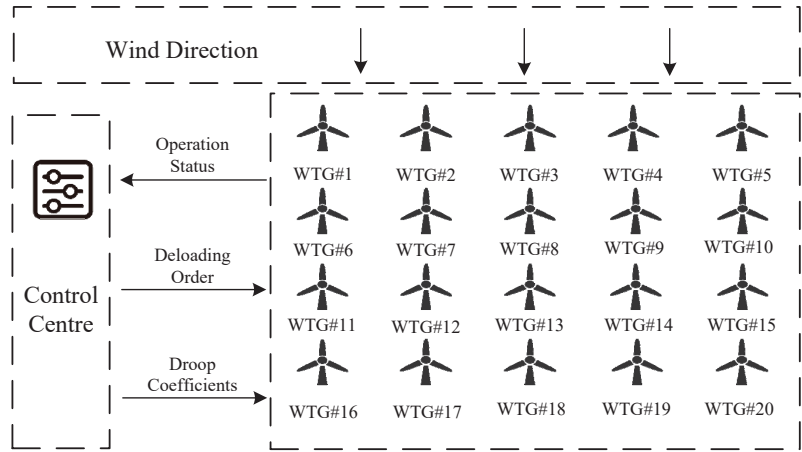 Wind Direction
Operation
Status
WTG#1 WTG#2 WTG#3 WTG#4 WTG#5
WTG#6 WTG#7 WTG#8 WTG#9 WTG#10
Deloading
Order
Control
Centre
WTG#11 WTG#12 WTG#13 WTG#14 WTG#15
Droop
Coefficients
WTG#16 WTG#17 WTG#18 WTG#19 WTG#20